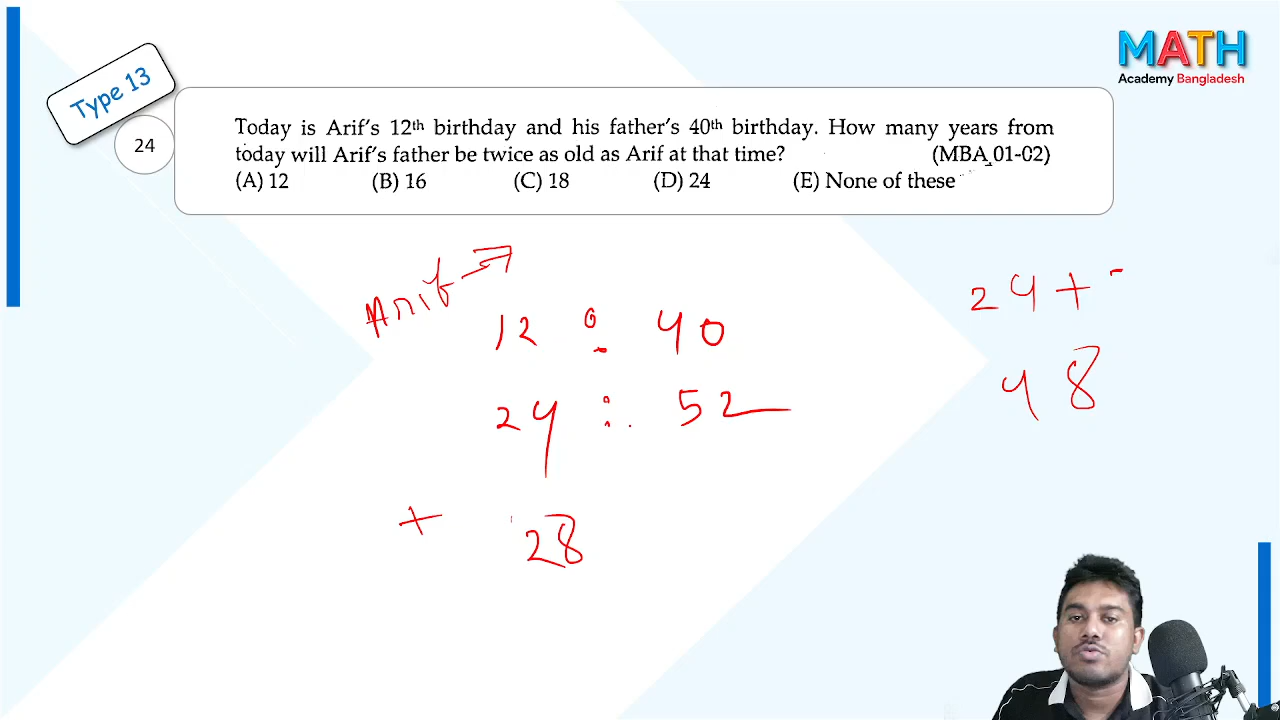 Type 13
MATH
Academy Bangladesh
24
Today is Arif's 12th birthday and his father's 40th birthday. How many years from
today will Arif's father be twice as old as Arif at that time? (MBA 01-02)
(A) 12 (B) 16 (C) 18 (D) 24 (E) None of these
Arif →
12 : 40
24 : 52
+ 28
24 +
48